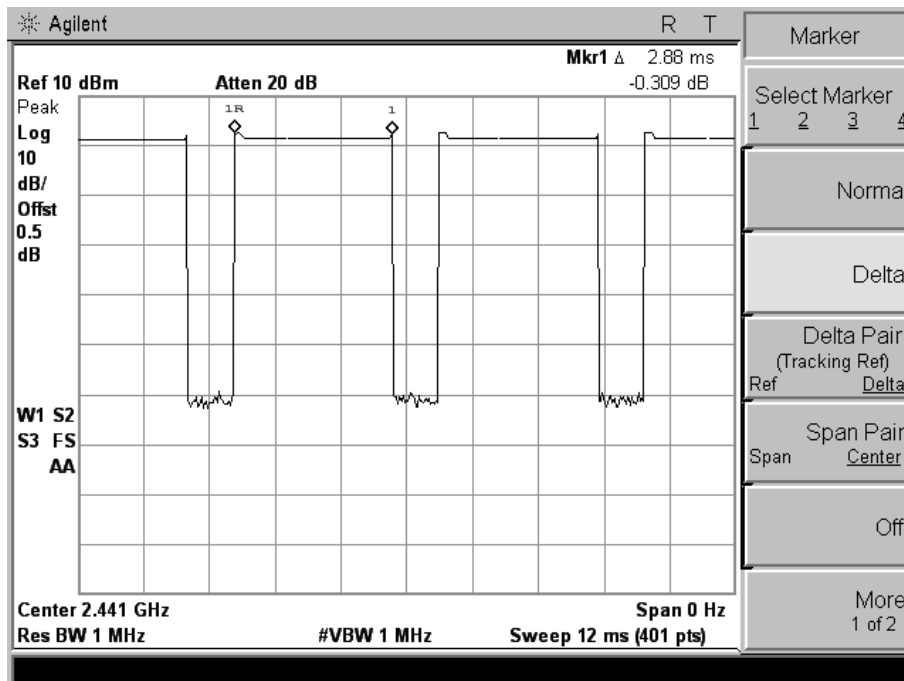 Agilent R T
Mkr1 Δ 2.88 ms
Ref 10 dBm Atten 20 dB -0.309 dB
Peak
Log
10
dB/
Offst
0.5
dB
1R 1
W1 S2
S3 FS
AA
Center 2.441 GHz Span 0 Hz
Res BW 1 MHz #VBW 1 MHz Sweep 12 ms (401 pts)
Marker
Select Marker
1 2 3 4
Norma
Delta
Delta Pair
(Tracking Ref)
Ref Delta
Span Pair
Span Center
Off
More
1 of 2